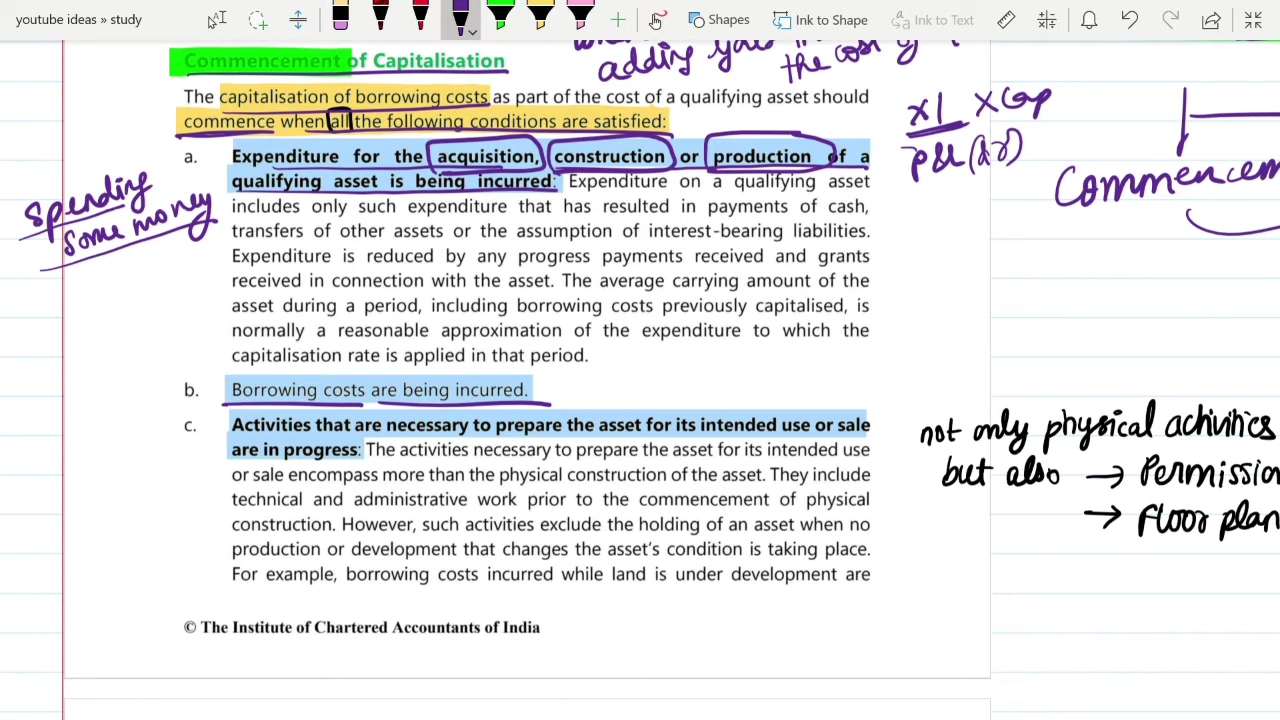 youtube ideas » study
Shapes
Ink to Shape
Ink to Text
adding
the cost
Commencement of Capitalisation
The capitalisation of borrowing costs as part of the cost of a qualifying asset should
commence when all the following conditions are satisfied:
X1 X Cap
P&L
Commencem
a. Expenditure for the acquisition, construction or production of a
qualifying asset is being incurred: Expenditure on a qualifying asset
includes only such expenditure that has resulted in payments of cash,
transfers of other assets or the assumption of interest-bearing liabilities.
Expenditure is reduced by any progress payments received and grants
received in connection with the asset. The average carrying amount of the
asset during a period, including borrowing costs previously capitalised, is
normally a reasonable approximation of the expenditure to which the
capitalisation rate is applied in that period.
Spending
some money
b. Borrowing costs are being incurred.
c. Activities that are necessary to prepare the asset for its intended use or sale
are in progress: The activities necessary to prepare the asset for its intended use
or sale encompass more than the physical construction of the asset. They include
technical and administrative work prior to the commencement of physical
construction. However, such activities exclude the holding of an asset when no
production or development that changes the asset's condition is taking place.
For example, borrowing costs incurred while land is under development are
not only physical activities
but also → Permission
→ Floor plan
© The Institute of Chartered Accountants of India